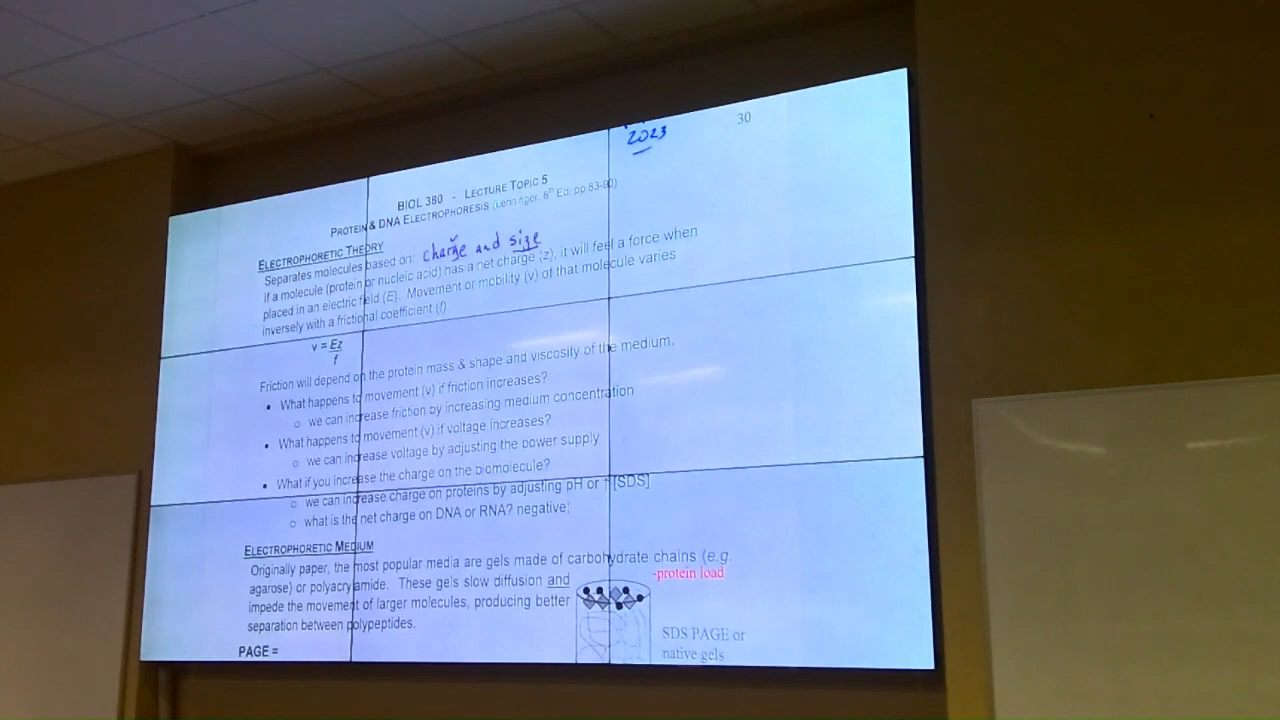 2023
30
BIOL 380 - LECTURE TOPIC 5
PROTEIN & DNA ELECTROPHORESIS (Lehninger, 8th Ed: pp 83-90)
ELECTROPHORETIC THEORY
Separates molecules based on: charge and size
If a molecule (protein or nucleic acid) has a net charge (z), it will feel a force when
placed in an electric field (E). Movement or mobility (v) of that molecule varies
inversely with a frictional coefficient (f)
v = Ez
f
Friction will depend on the protein mass & shape and viscosity of the medium.
• What happens to movement (v) if friction increases?
o we can increase friction by increasing medium concentration
• What happens to movement (v) if voltage increases?
o we can increase voltage by adjusting the power supply
• What if you increase the charge on the biomolecule?
o we can increase charge on proteins by adjusting pH or ↑[SDS]
o what is the net charge on DNA or RNA? negative;
ELECTROPHORETIC MEDIUM
Originally paper, the most popular media are gels made of carbohydrate chains (e.g.
agarose) or polyacrylamide. These gels slow diffusion and
impede the movement of larger molecules, producing better
separation between polypeptides.
PAGE =
-protein load
SDS PAGE or
native gels